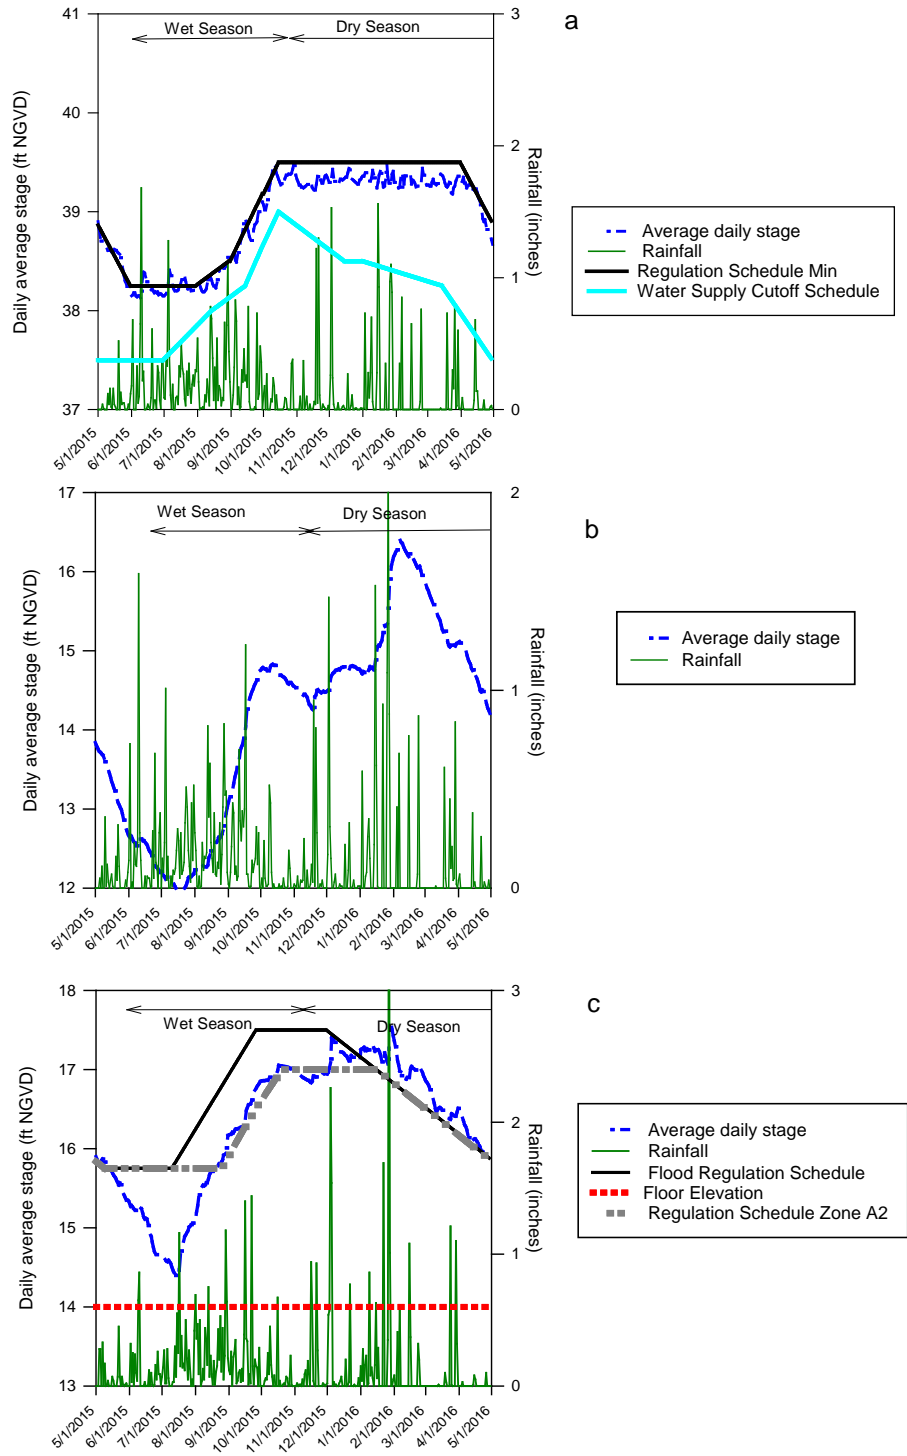 a
Wet Season
Dry Season
Daily average stage (ft NGVD)
41
40
39
38
37
Rainfall (inches)
3
2
1
0
5/1/2015
6/1/2015
7/1/2015
8/1/2015
9/1/2015
10/1/2015
11/1/2015
12/1/2015
1/1/2016
2/1/2016
3/1/2016
4/1/2016
5/1/2016
Average daily stage
Rainfall
Regulation Schedule Min
Water Supply Cutoff Schedule
b
Wet Season
Dry Season
Daily average stage (ft NGVD)
17
16
15
14
13
12
Rainfall (inches)
2
1
0
5/1/2015
6/1/2015
7/1/2015
8/1/2015
9/1/2015
10/1/2015
11/1/2015
12/1/2015
1/1/2016
2/1/2016
3/1/2016
4/1/2016
5/1/2016
Average daily stage
Rainfall
c
Wet Season
Dry Season
Daily average stage (ft NGVD)
18
17
16
15
14
13
Rainfall (inches)
3
2
1
0
5/1/2015
6/1/2015
7/1/2015
8/1/2015
9/1/2015
10/1/2015
11/1/2015
12/1/2015
1/1/2016
2/1/2016
3/1/2016
4/1/2016
5/1/2016
Average daily stage
Rainfall
Flood Regulation Schedule
Floor Elevation
Regulation Schedule Zone A2